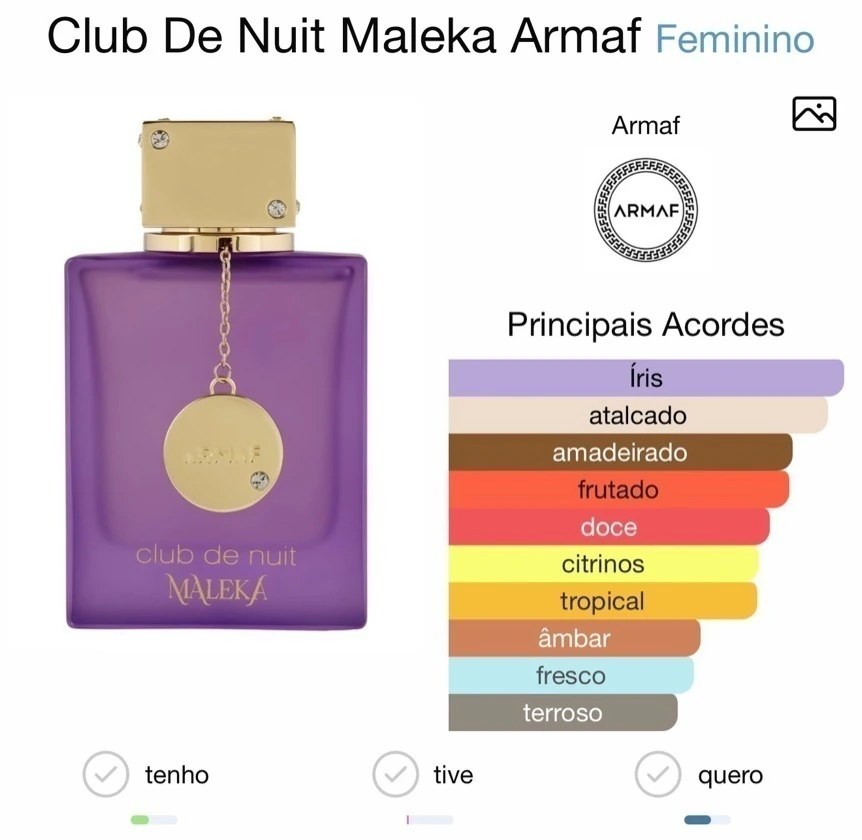 Club De Nuit Maleka Armaf Feminino
Armaf
ARMAF
Principais Acordes
Íris
atalcado
amadeirado
frutado
doce
citrinos
tropical
âmbar
fresco
terroso
ARMAF
club de nuit
MALEKA
tenho
tive
quero